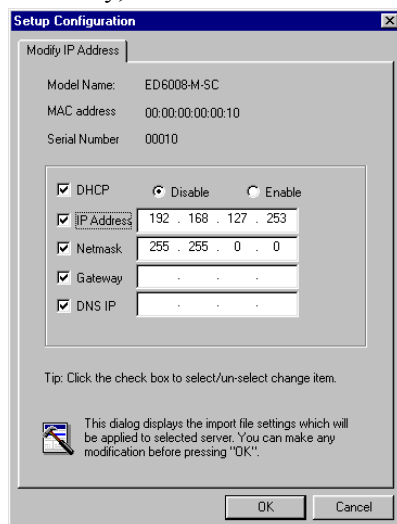 Setup Configuration
Modify IP Address
Model Name: ED6008-M-SC
MAC address 00:00:00:00:00:10
Serial Number 00010
DHCP Disable Enable
IP Address 192 . 168 . 127 . 253
Netmask 255 . 255 . 0 . 0
Gateway . . .
DNS IP . . .
Tip: Click the check box to select/un-select change item.
This dialog displays the import file settings which will
be applied to selected server. You can make any
modification before pressing "OK".
OK Cancel